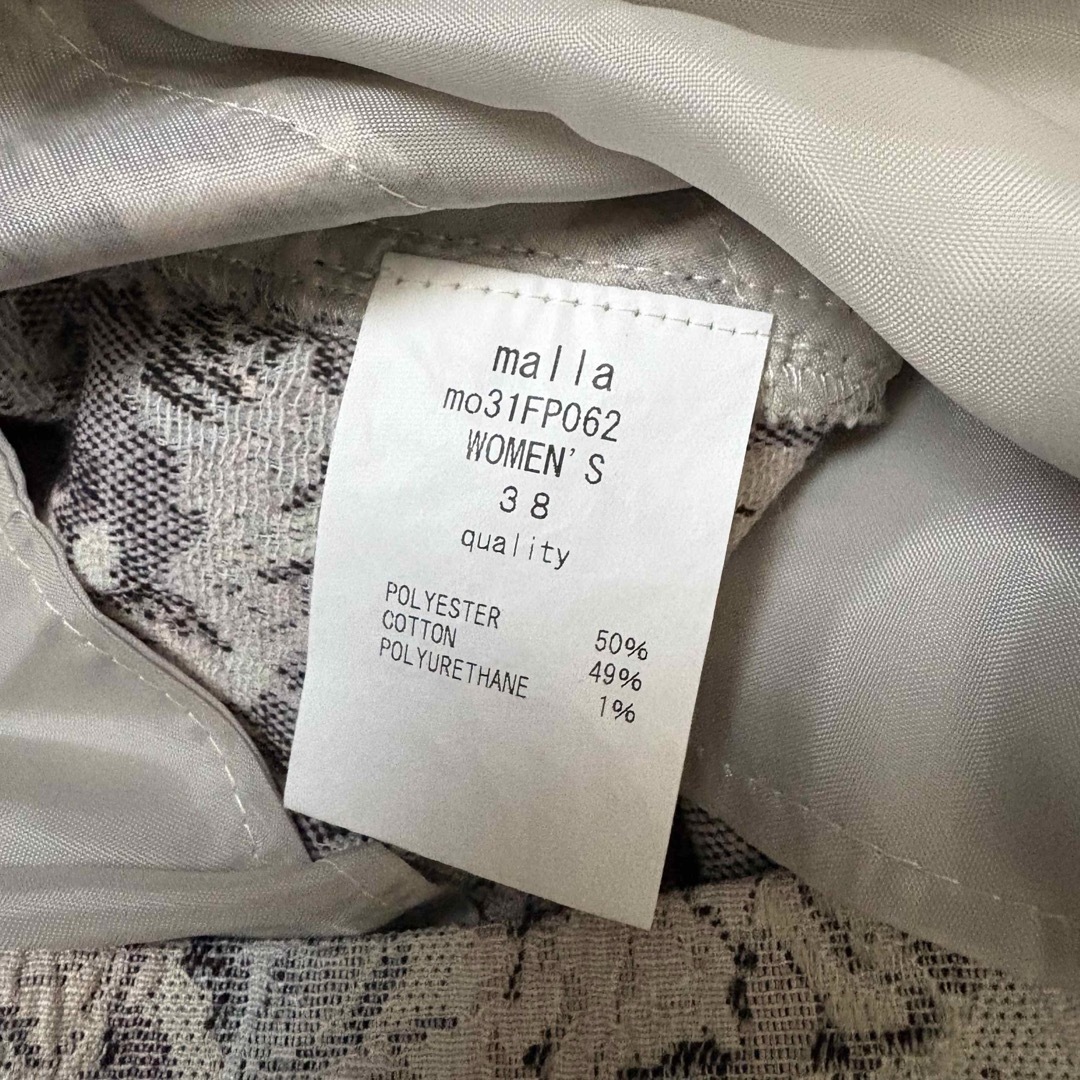 malla
mo31FP062
WOMEN'S
38
quality
POLYESTER 50%
COTTON 49%
POLYURETHANE 1%